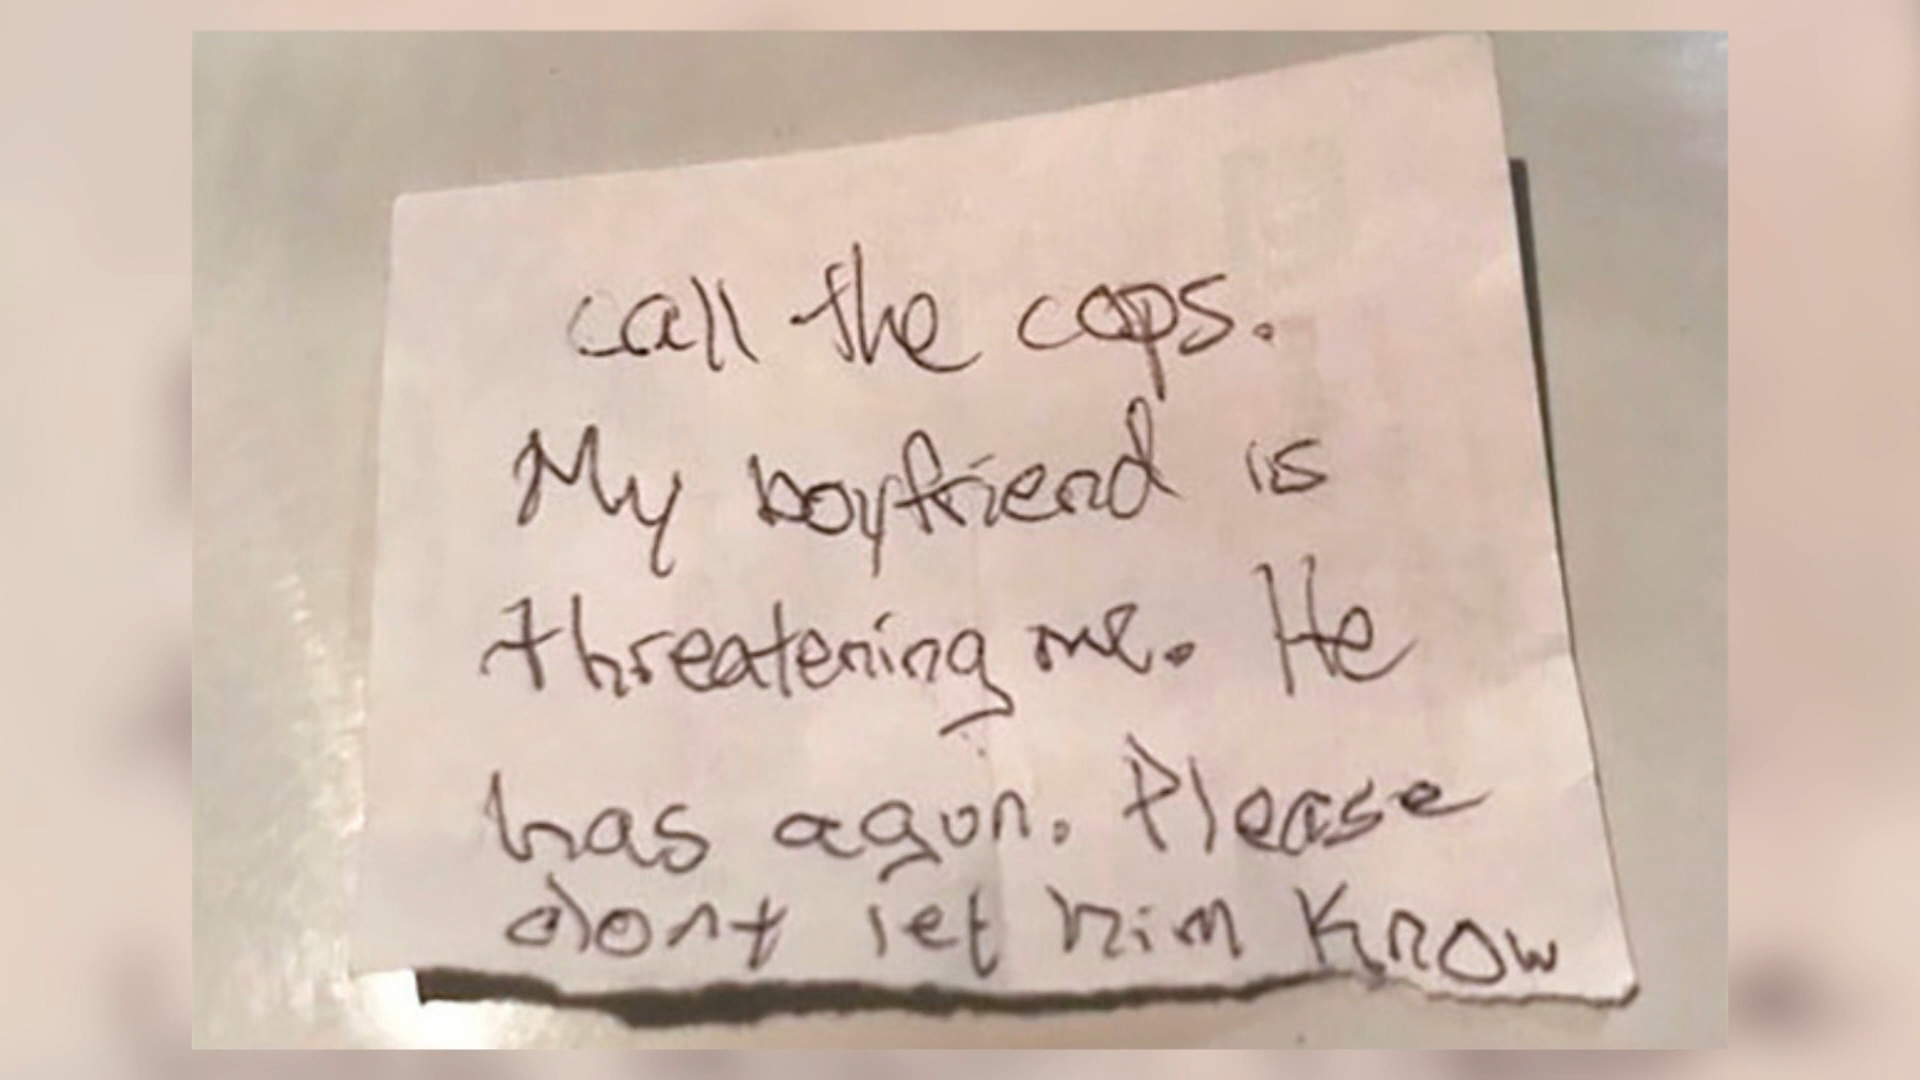 call the cops.
My boyfriend is
threatening me. He
has a gun. Please
dont let him know